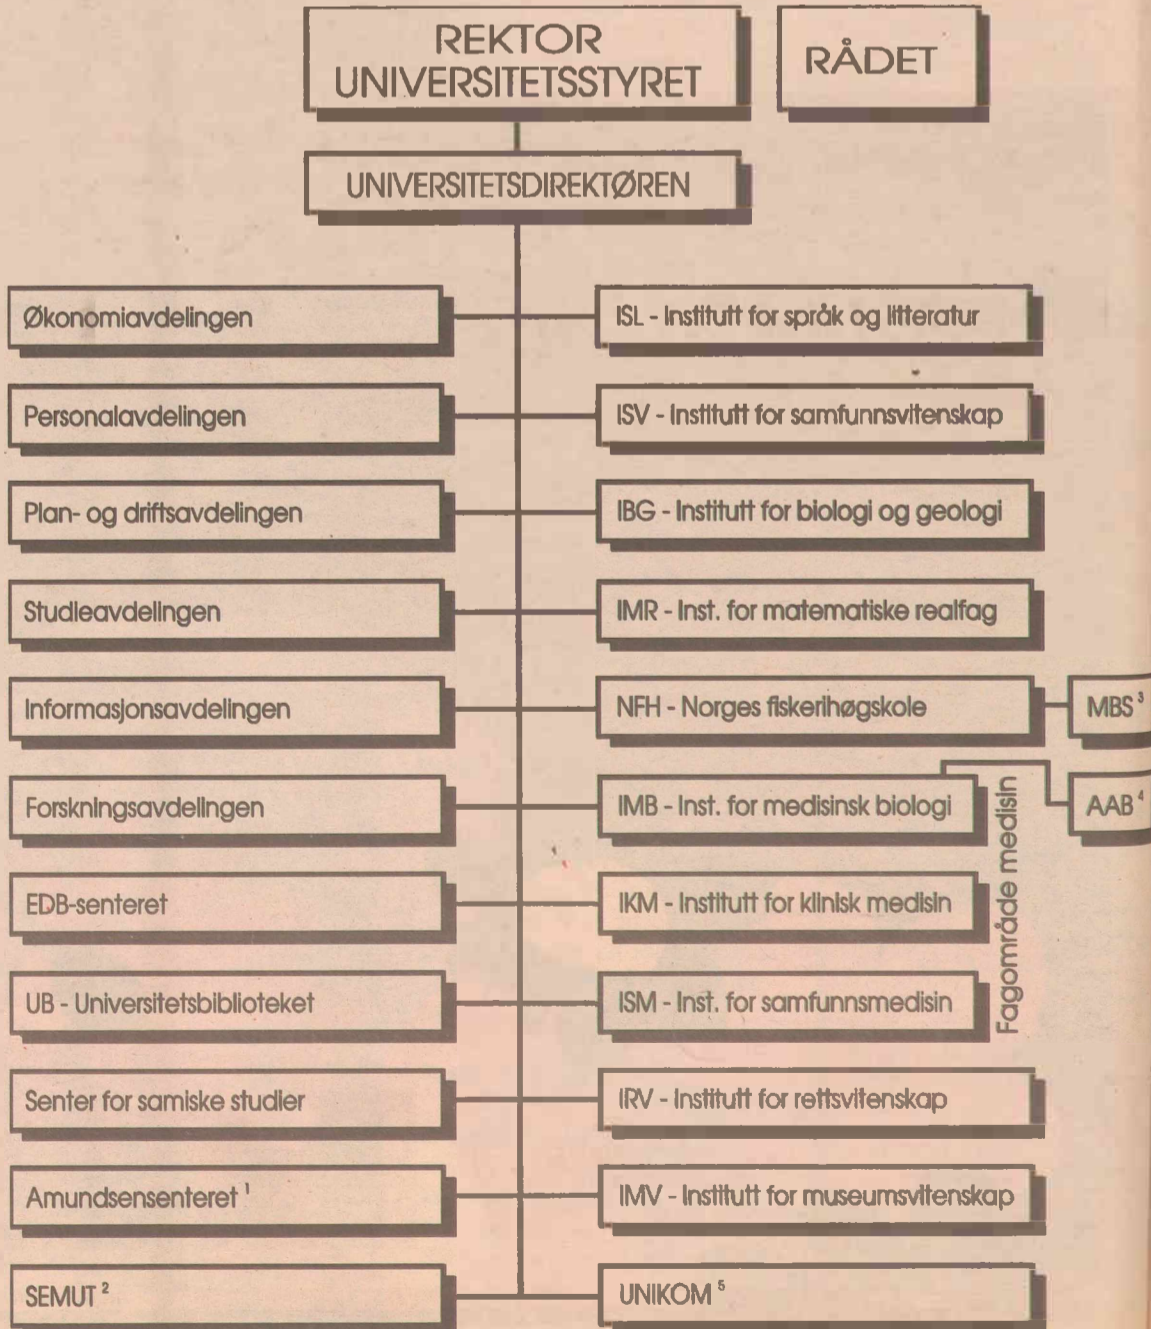 REKTOR
UNIVERSITETSSTYRET
RÅDET
UNIVERSITETSDIREKTØREN
Økonomiavdelingen
Personalavdelingen
Plan- og driftsavdelingen
Studieavdelingen
Informasjonsavdelingen
Forskningsavdelingen
EDB-senteret
UB - Universitetsbiblioteket
Senter for samiske studier
Amundsensenteret ¹
SEMUT ²
ISL - Institutt for språk og litteratur
ISV - Institutt for samfunnsvitenskap
IBG - Institutt for biologi og geologi
IMR - Inst. for matematiske realfag
NFH - Norges fiskerihøgskole
MBS ³
IMB - Inst. for medisinsk biologi
AAB ⁴
IKM - Institutt for klinisk medisin
ISM - Inst. for samfunnsmedisin
Fagområde medisin
IRV - Institutt for rettsvitenskap
IMV - Institutt for museumsvitenskap
UNIKOM ⁵